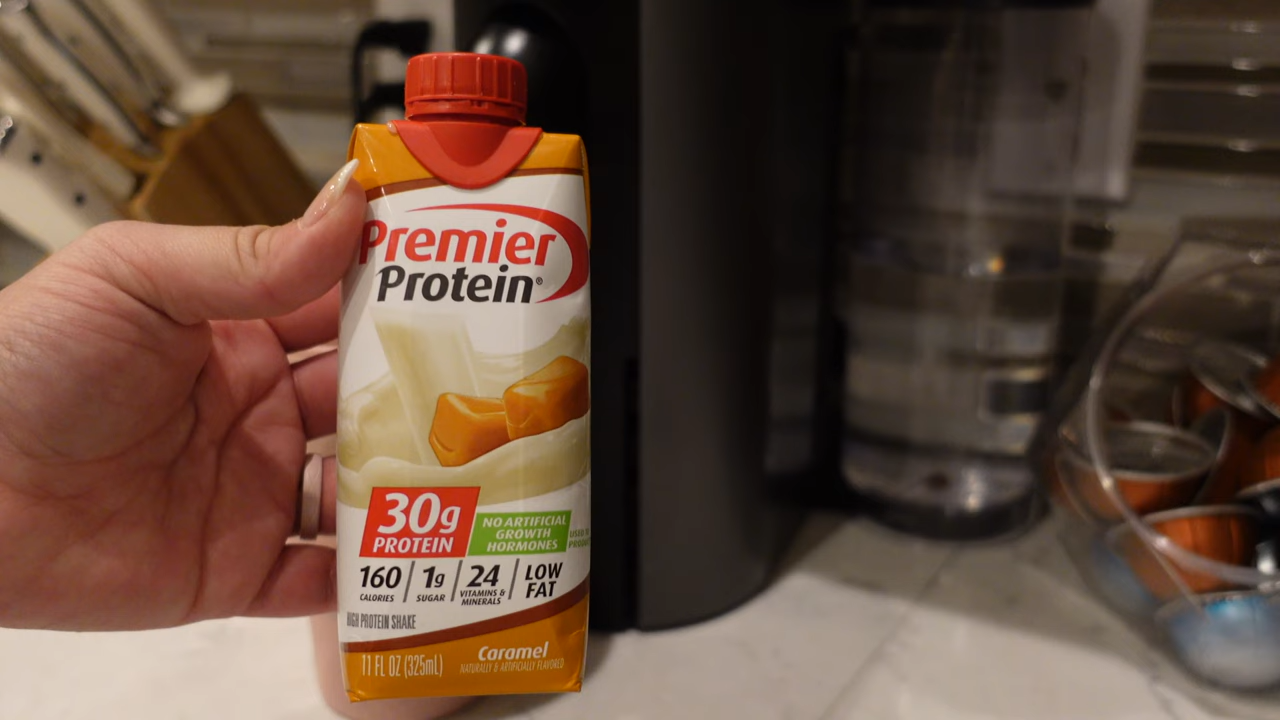 Premier
Protein®
30g
PROTEIN
NO ARTIFICIAL
GROWTH
HORMONES
160
CALORIES
1g
SUGAR
24
VITAMINS &
MINERALS
LOW
FAT
HIGH PROTEIN SHAKE
11 FL OZ (325mL)
Caramel
NATURALLY & ARTIFICIALLY FLAVORED